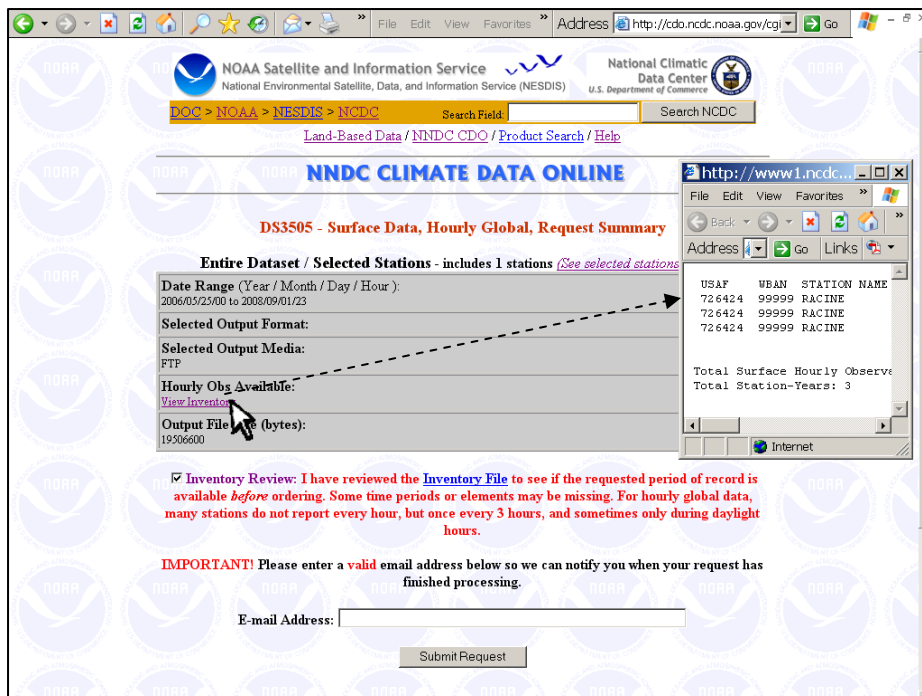 Back
»
File Edit View Favorites »
Address http://cdo.ncdc.noaa.gov/cgi
Go
NOAA Satellite and Information Service
National Environmental Satellite, Data, and Information Service (NESDIS)
National Climatic
Data Center
U.S. Department of Commerce
DOC > NOAA > NESDIS > NCDC
Search Field:
Search NCDC
Land-Based Data / NNDC CDO / Product Search / Help
NNDC CLIMATE DATA ONLINE
DS3505 - Surface Data, Hourly Global, Request Summary
Entire Dataset / Selected Stations - includes 1 stations (See selected stations
Date Range (Year / Month / Day / Hour ):
2006/05/25/00 to 2008/09/01/23
Selected Output Format:
Selected Output Media:
FTP
Hourly Obs Available:
View Inventor
Output File (bytes):
19506600
http://www1.ncdc...
File Edit View Favorites »
Back »
Address Go Links
USAF WBAN STATION NAME
726424 99999 RACINE
726424 99999 RACINE
726424 99999 RACINE
Total Surface Hourly Observa
Total Station-Years: 3
Internet
Inventory Review: I have reviewed the Inventory File to see if the requested period of record is
available before ordering. Some time periods or elements may be missing. For hourly global data,
many stations do not report every hour, but once every 3 hours, and sometimes only during daylight
hours.
IMPORTANT! Please enter a valid email address below so we can notify you when your request has
finished processing.
E-mail Address:
Submit Request